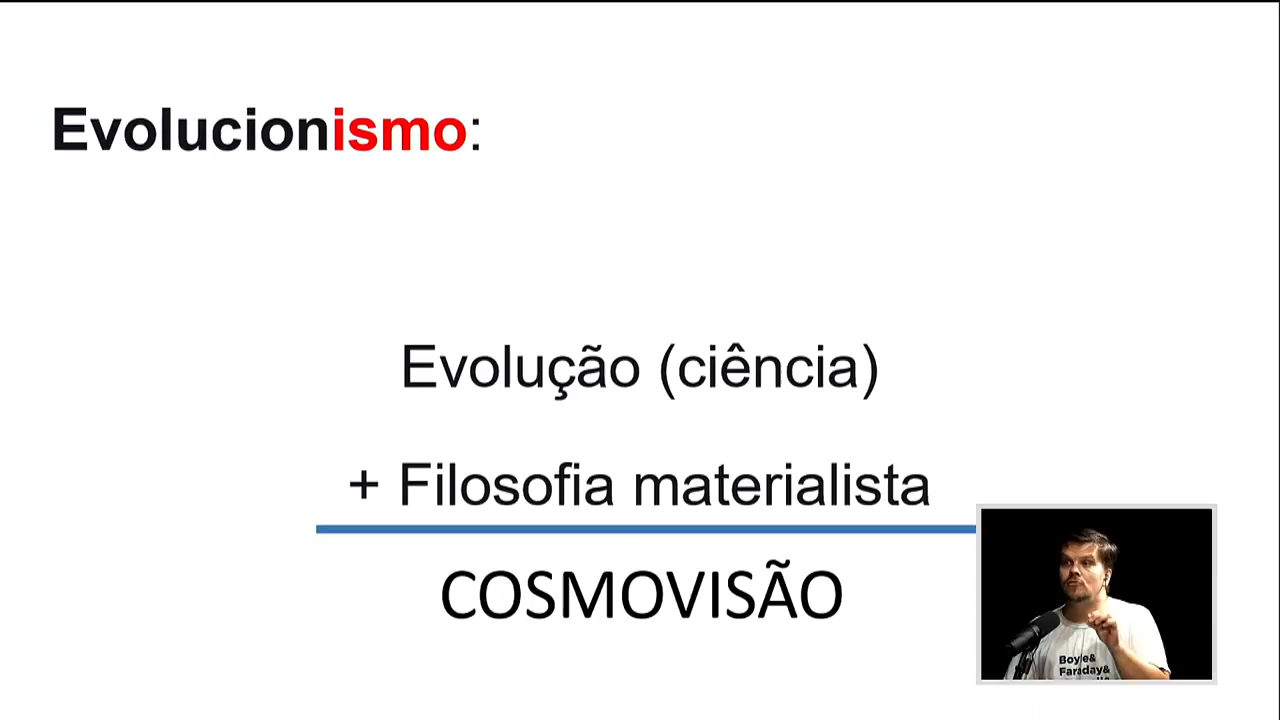 Evolucionismo:
Evolução (ciência)
+ Filosofia materialista
COSMOVISÃO
Boyle&
Faraday&